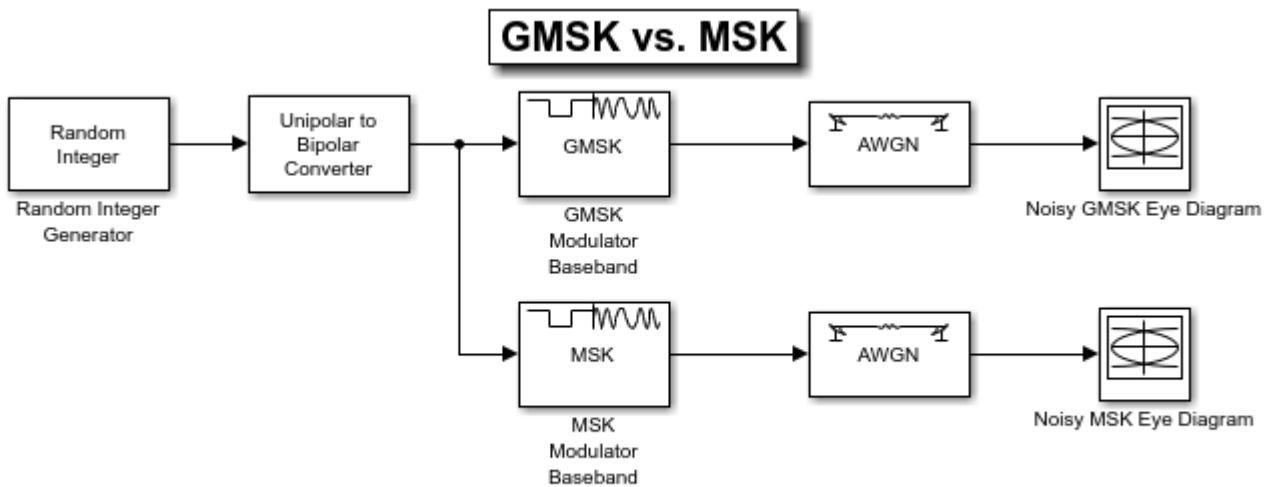 GMSK vs. MSK
Random
Integer
Random Integer
Generator
Unipolar to
Bipolar
Converter
GMSK
GMSK
Modulator
Baseband
AWGN
Noisy GMSK Eye Diagram
MSK
MSK
Modulator
Baseband
AWGN
Noisy MSK Eye Diagram